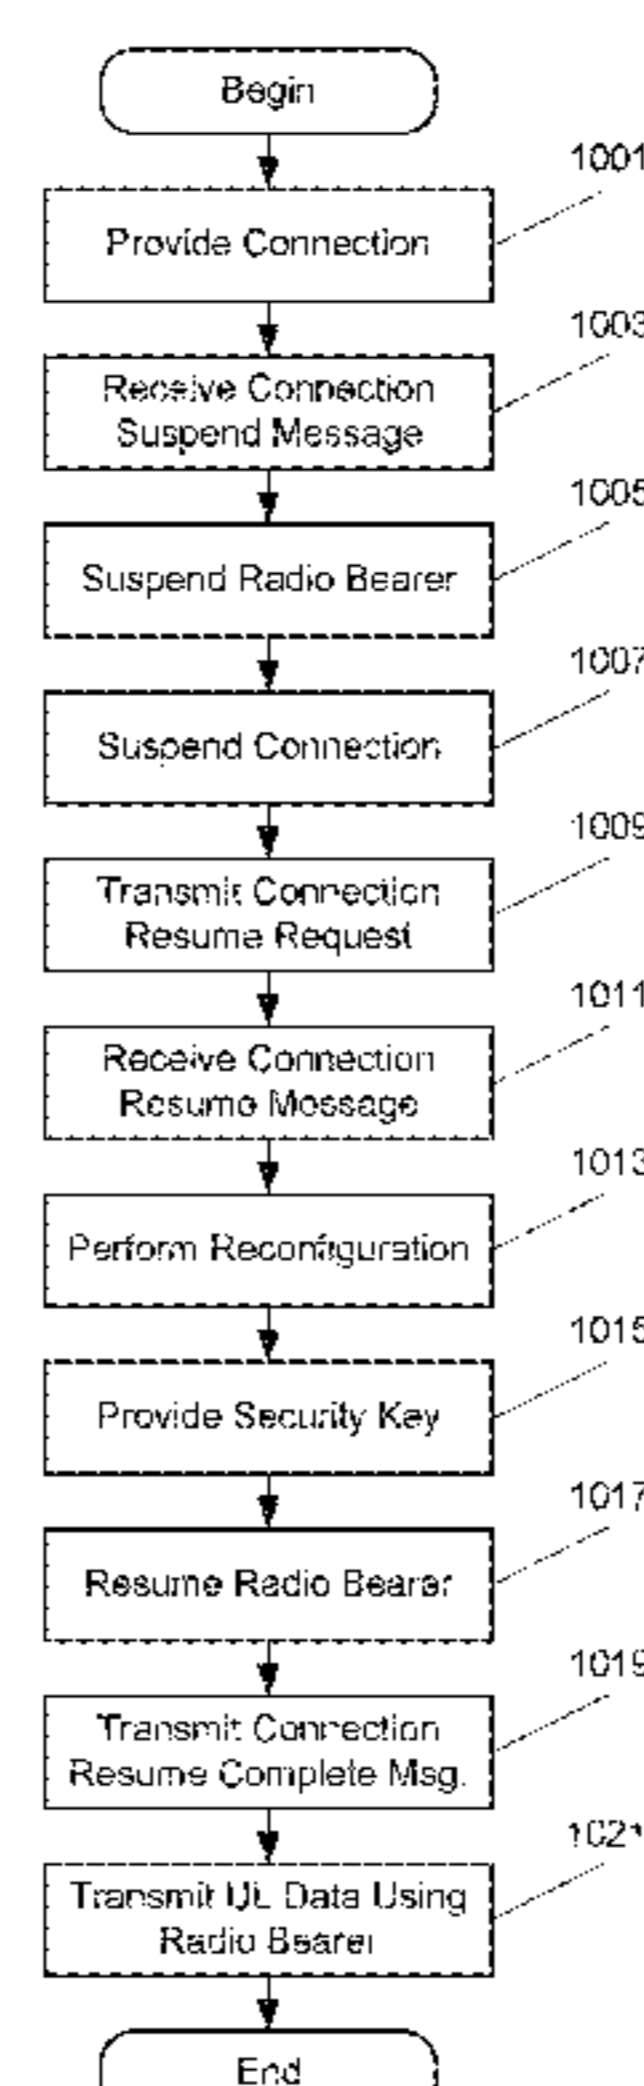 Begin
1001
Provide Connection
1003
Receive Connection
Suspend Message
1005
Suspend Radio Bearer
1007
Suspend Connection
1009
Transmit Connection
Resume Request
1011
Receive Connection
Resume Message
1013
Perform Reconfiguration
1015
Provide Security Key
1017
Resume Radio Bearer
1019
Transmit Connection
Resume Complete Msg.
1021
Transmit UL Data Using
Radio Bearer
End